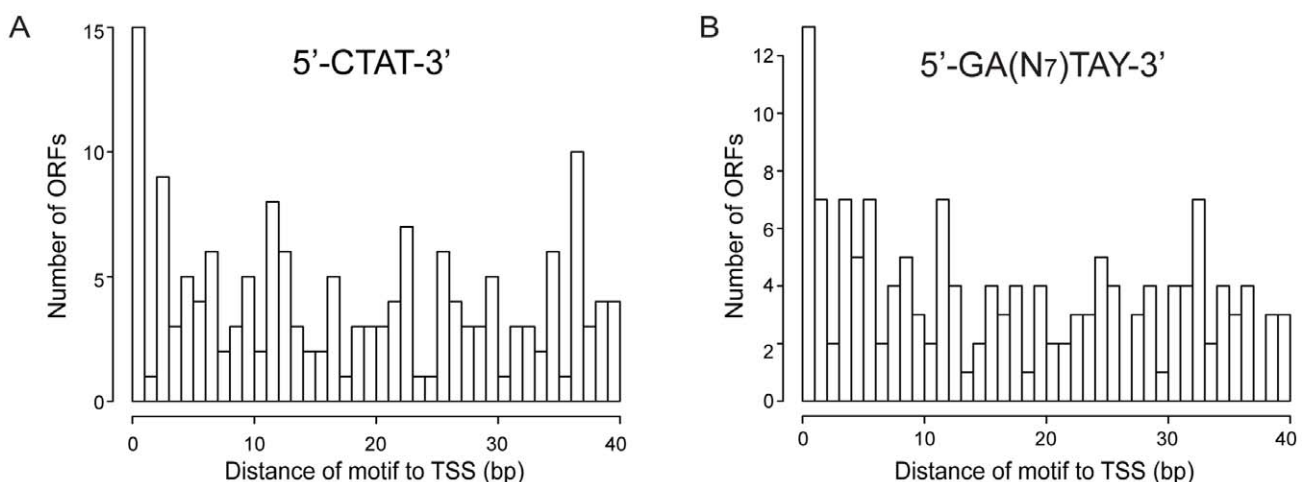 A
5’-CTAT-3’
Number of ORFs
15
10
5
0
0 10 20 30 40
Distance of motif to TSS (bp)
B
5’-GA(N7)TAY-3’
Number of ORFs
12
10
8
6
4
2
0
0 10 20 30 40
Distance of motif to TSS (bp)